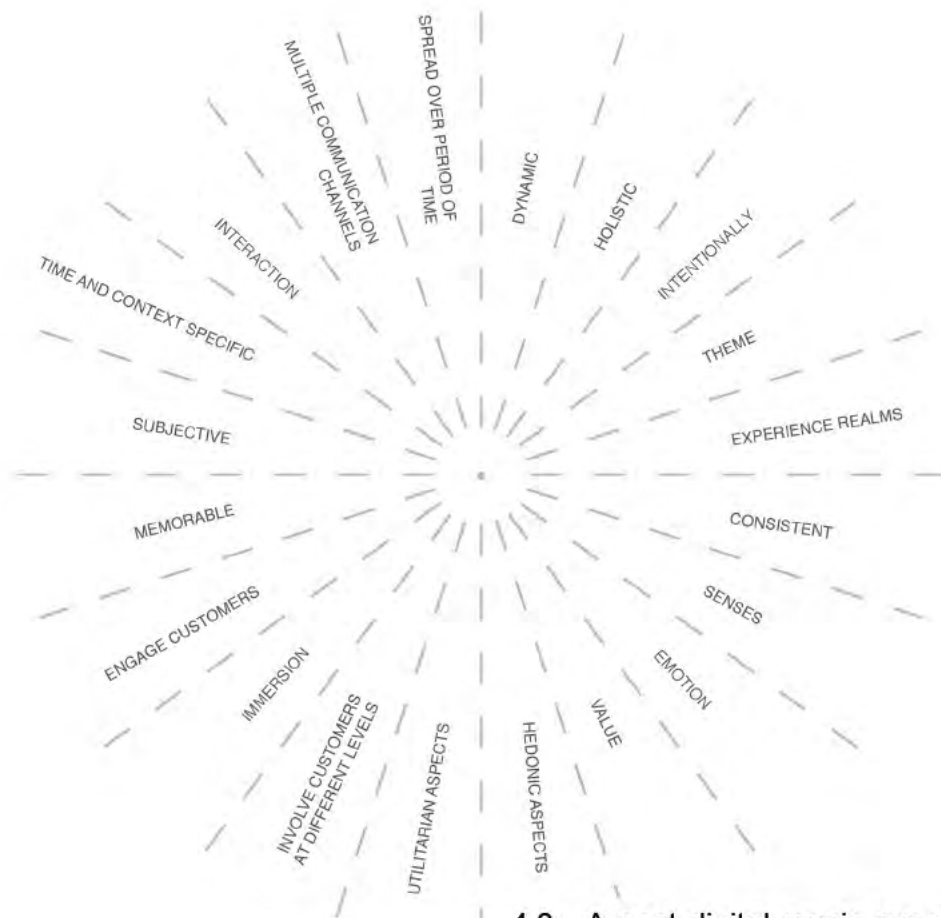 SPREAD OVER PERIOD OF
TIME
DYNAMIC
HOLISTIC
INTENTIONALLY
THEME
EXPERIENCE REALMS
CONSISTENT
SENSES
EMOTION
VALUE
HEDONIC ASPECTS
UTILITARIAN ASPECTS
INVOLVE CUSTOMERS
AT DIFFERENT LEVELS
IMMERSION
ENGAGE CUSTOMERS
MEMORABLE
SUBJECTIVE
TIME AND CONTEXT SPECIFIC
INTERACTION
MULTIPLE COMMUNICATION
CHANNELS